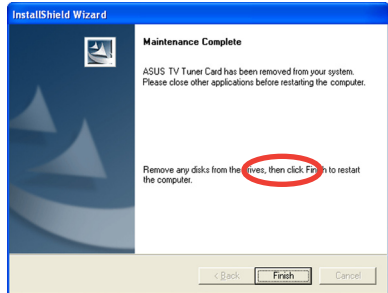 InstallShield Wizard
Maintenance Complete
ASUS TV Tuner Card has been removed from your system.
Please close other applications before restarting the computer.
Remove any disks from the drives, then click Finish to restart
the computer.
< Back
Finish
Cancel